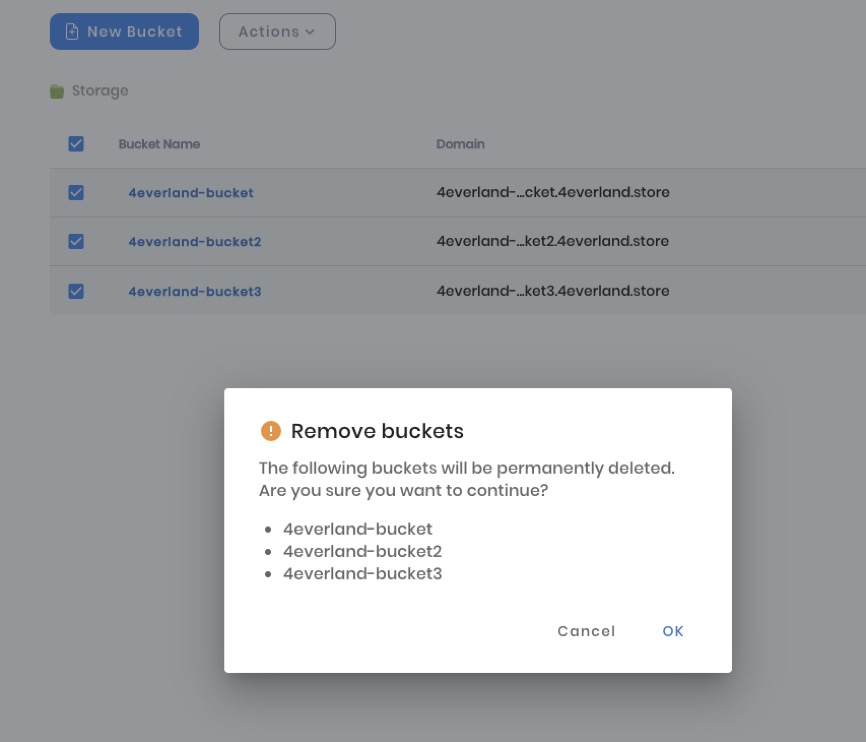 New Bucket
Actions
Storage
Bucket Name Domain
4everland-bucket 4everland-...cket.4everland.store
4everland-bucket2 4everland-...ket2.4everland.store
4everland-bucket3 4everland-...ket3.4everland.store
Remove buckets
The following buckets will be permanently deleted.
Are you sure you want to continue?
• 4everland-bucket
• 4everland-bucket2
• 4everland-bucket3
Cancel OK